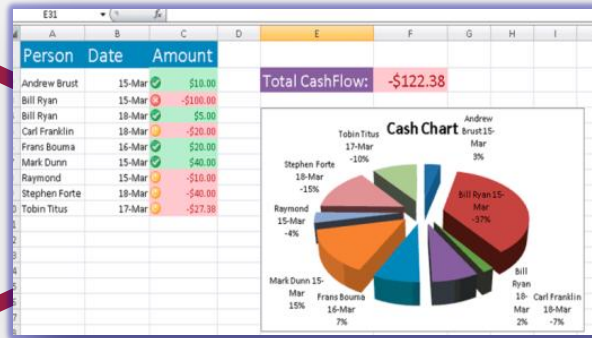 E31
fx
A B C D E F G H I
Person Date Amount
Andrew Brust 15-Mar $10.00
Bill Ryan 15-Mar -$100.00
Bill Ryan 18-Mar $5.00
Carl Franklin 18-Mar -$20.00
Frans Bouma 16-Mar $20.00
Mark Dunn 15-Mar $40.00
Raymond 15-Mar -$10.00
Stephen Forte 18-Mar -$40.00
Tobin Titus 17-Mar -$27.38
Total CashFlow: -$122.38
Cash Chart
Andrew
Brust 15-
Mar
3%
Bill Ryan 15-
Mar
-37%
Bill
Ryan
18-
Mar
2%
Carl Franklin
18-Mar
-7%
Frans Bouma
16-Mar
7%
Mark Dunn 15-
Mar
15%
Raymond
15-Mar
-4%
Stephen Forte
18-Mar
-15%
Tobin Titus
17-Mar
-10%